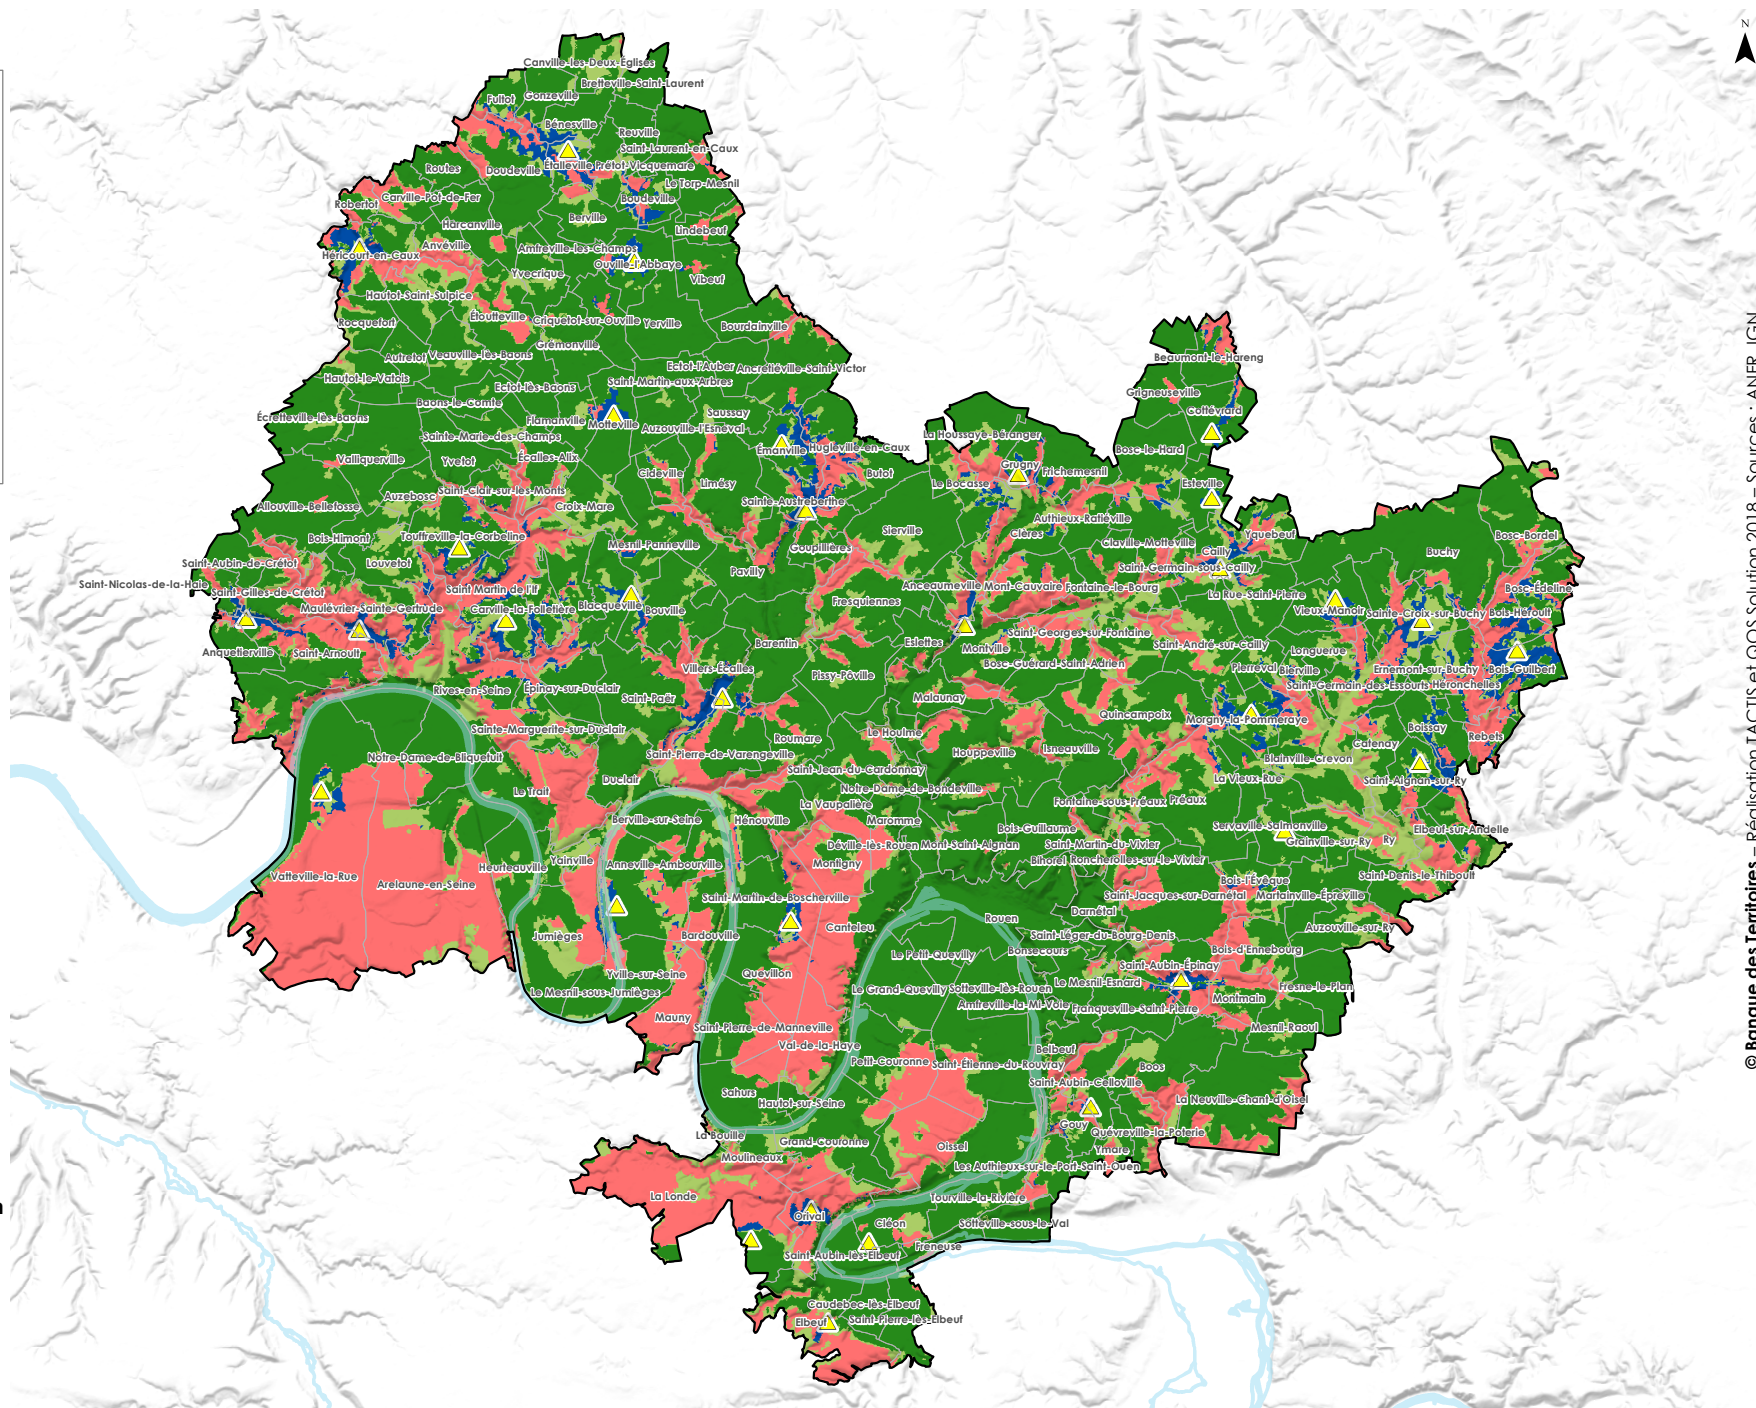 N
Canville-les-Deux-Églises
Bretteville-Saint-Laurent
Gonzeville
Fultot
Bénesville
Reuville
Saint-Laurent-en-Caux
Étalleville
Prétot-Vicquemare
Routes
Doudeville
Le Torp-Mesnil
Carville-Pot-de-Fer
Boudeville
Robertot
Berville
Harcanville
Lindebeuf
Anvéville
Amfreville-les-Champs
Héricourt-en-Caux
Ouville-l'Abbaye
Yvecrique
Vibeuf
Hautot-Saint-Sulpice
Étoutteville
Criquetot-sur-Ouville
Yerville
Rocquefort
Bourdainville
Grémonville
Autretot
Veauville-lès-Baons
Beaumont-le-Hareng
Ectot-l'Auber
Ancretiéville-Saint-Victor
Hautot-le-Vatois
Saint-Martin-aux-Arbres
Ectot-lès-Baons
Grigneuseville
Baons-le-Comte
Cottévrard
Saussay
Écretteville-lès-Baons
Flamanville
Motteville
Auzouville-l'Esneval
Sainte-Marie-des-Champs
La Houssaye-Béranger
Émanville
Hugleville-en-Caux
Bosc-le-Hard
Valliquerville
Yvetot
Écalles-Alix
Grugny
Frichemesnil
Cideville
Butot
Limésy
Le Bocasse
Esteville
Auzebosc
Saint-Clair-sur-les-Monts
Sainte-Austreberthe
Allouville-Bellefosse
Croix-Mare
Authieux-Ratiéville
Sierville
Clères
Yquebeuf
Bosc-Bordel
Bois-Himont
Touffreville-la-Corbeline
Mesnil-Panneville
Goupillières
Claville-Motteville
Cailly
Buchy
Saint-Aubin-de-Crétot
Louvetot
Pavilly
Saint-Germain-sous-Cailly
Saint-Nicolas-de-la-Haie
Saint-Gilles-de-Crétot
Saint Martin de l'If
Anceaumeville
Mont-Cauvaire
Fontaine-le-Bourg
Bosc-Édeline
La Rue-Saint-Pierre
Maulévrier-Sainte-Gertrude
Carville-la-Folletière
Blacqueville
Bouville
Fresquiennes
Vieux-Manoir
Sainte-Croix-sur-Buchy
Bois-Héroult
Saint-Georges-sur-Fontaine
Barentin
Eslettes
Montville
Saint-André-sur-Cailly
Longuerue
Anquetierville
Saint-Arnoult
Bosc-Guérard-Saint-Adrien
Villers-Écalles
Pissy-Pôville
Pierreval
Bierville
Ernemont-sur-Buchy
Bois-Guilbert
Rives-en-Seine
Épinay-sur-Duclair
Saint-Paër
Malaunay
Saint-Germain-des-Essourts
Héronchelles
Quincampoix
Morgny-la-Pommeraye
Sainte-Marguerite-sur-Duclair
Le Houlme
Boissay
Roumare
Rebets
Saint-Pierre-de-Varengeville
Houppeville
Isneauville
Catenay
Notre-Dame-de-Bliquetuit
Blainville-Crevon
Saint-Jean-du-Cardonnay
Duclair
La Vieux-Rue
Saint-Aignan-sur-Ry
Le Trait
Notre-Dame-de-Bondeville
La Vaupalière
Fontaine-sous-Préaux
Préaux
Berville-sur-Seine
Hénouville
Maromme
Bois-Guillaume
Servaville-Salmonville
Elbeuf-sur-Andelle
Déville-lès-Rouen
Mont-Saint-Aignan
Saint-Martin-du-Vivier
Grainville-sur-Ry
Ry
Yainville
Anneville-Ambourville
Montigny
Bihorel
Roncherolles-sur-le-Vivier
Heurteauville
Vatteville-la-Rue
Arelaune-en-Seine
Bois-l'Évêque
Saint-Denis-le-Thiboult
Saint-Martin-de-Boscherville
Saint-Jacques-sur-Darnétal
Martainville-Épreville
Darnétal
Rouen
Canteleu
Jumièges
Bardouville
Saint-Léger-du-Bourg-Denis
Auzouville-sur-Ry
Le Petit-Quevilly
Bonsecours
Bois-d'Ennebourg
Quevillon
Yville-sur-Seine
Saint-Aubin-Épinay
Le Mesnil-Esnard
Le Mesnil-sous-Jumièges
Le Grand-Quevilly
Sotteville-lès-Rouen
Fresne-le-Plan
Amfreville-la-Mi-Voie
Franqueville-Saint-Pierre
Montmain
Mauny
Saint-Pierre-de-Manneville
Mesnil-Raoul
Val-de-la-Haye
Belbeuf
Petit-Couronne
Saint-Étienne-du-Rouvray
Boos
Saint-Aubin-Celloville
Sahurs
Hautot-sur-Seine
La Neuville-Chant-d'Oisel
Gouy
Quévreville-la-Poterie
La Bouille
Grand-Couronne
Oissel
Ymare
Moulineaux
Les Authieux-sur-le-Port-Saint-Ouen
La Londe
Tourville-la-Rivière
Orival
Cléon
Sotteville-sous-le-Val
Saint-Aubin-lès-Elbeuf
Freneuse
Caudebec-lès-Elbeuf
Elbeuf
Saint-Pierre-lès-Elbeuf
© Banque des Territoires – Réalisation TACTIS et QOS Solution 2018 – Sources : ANFR, IGN